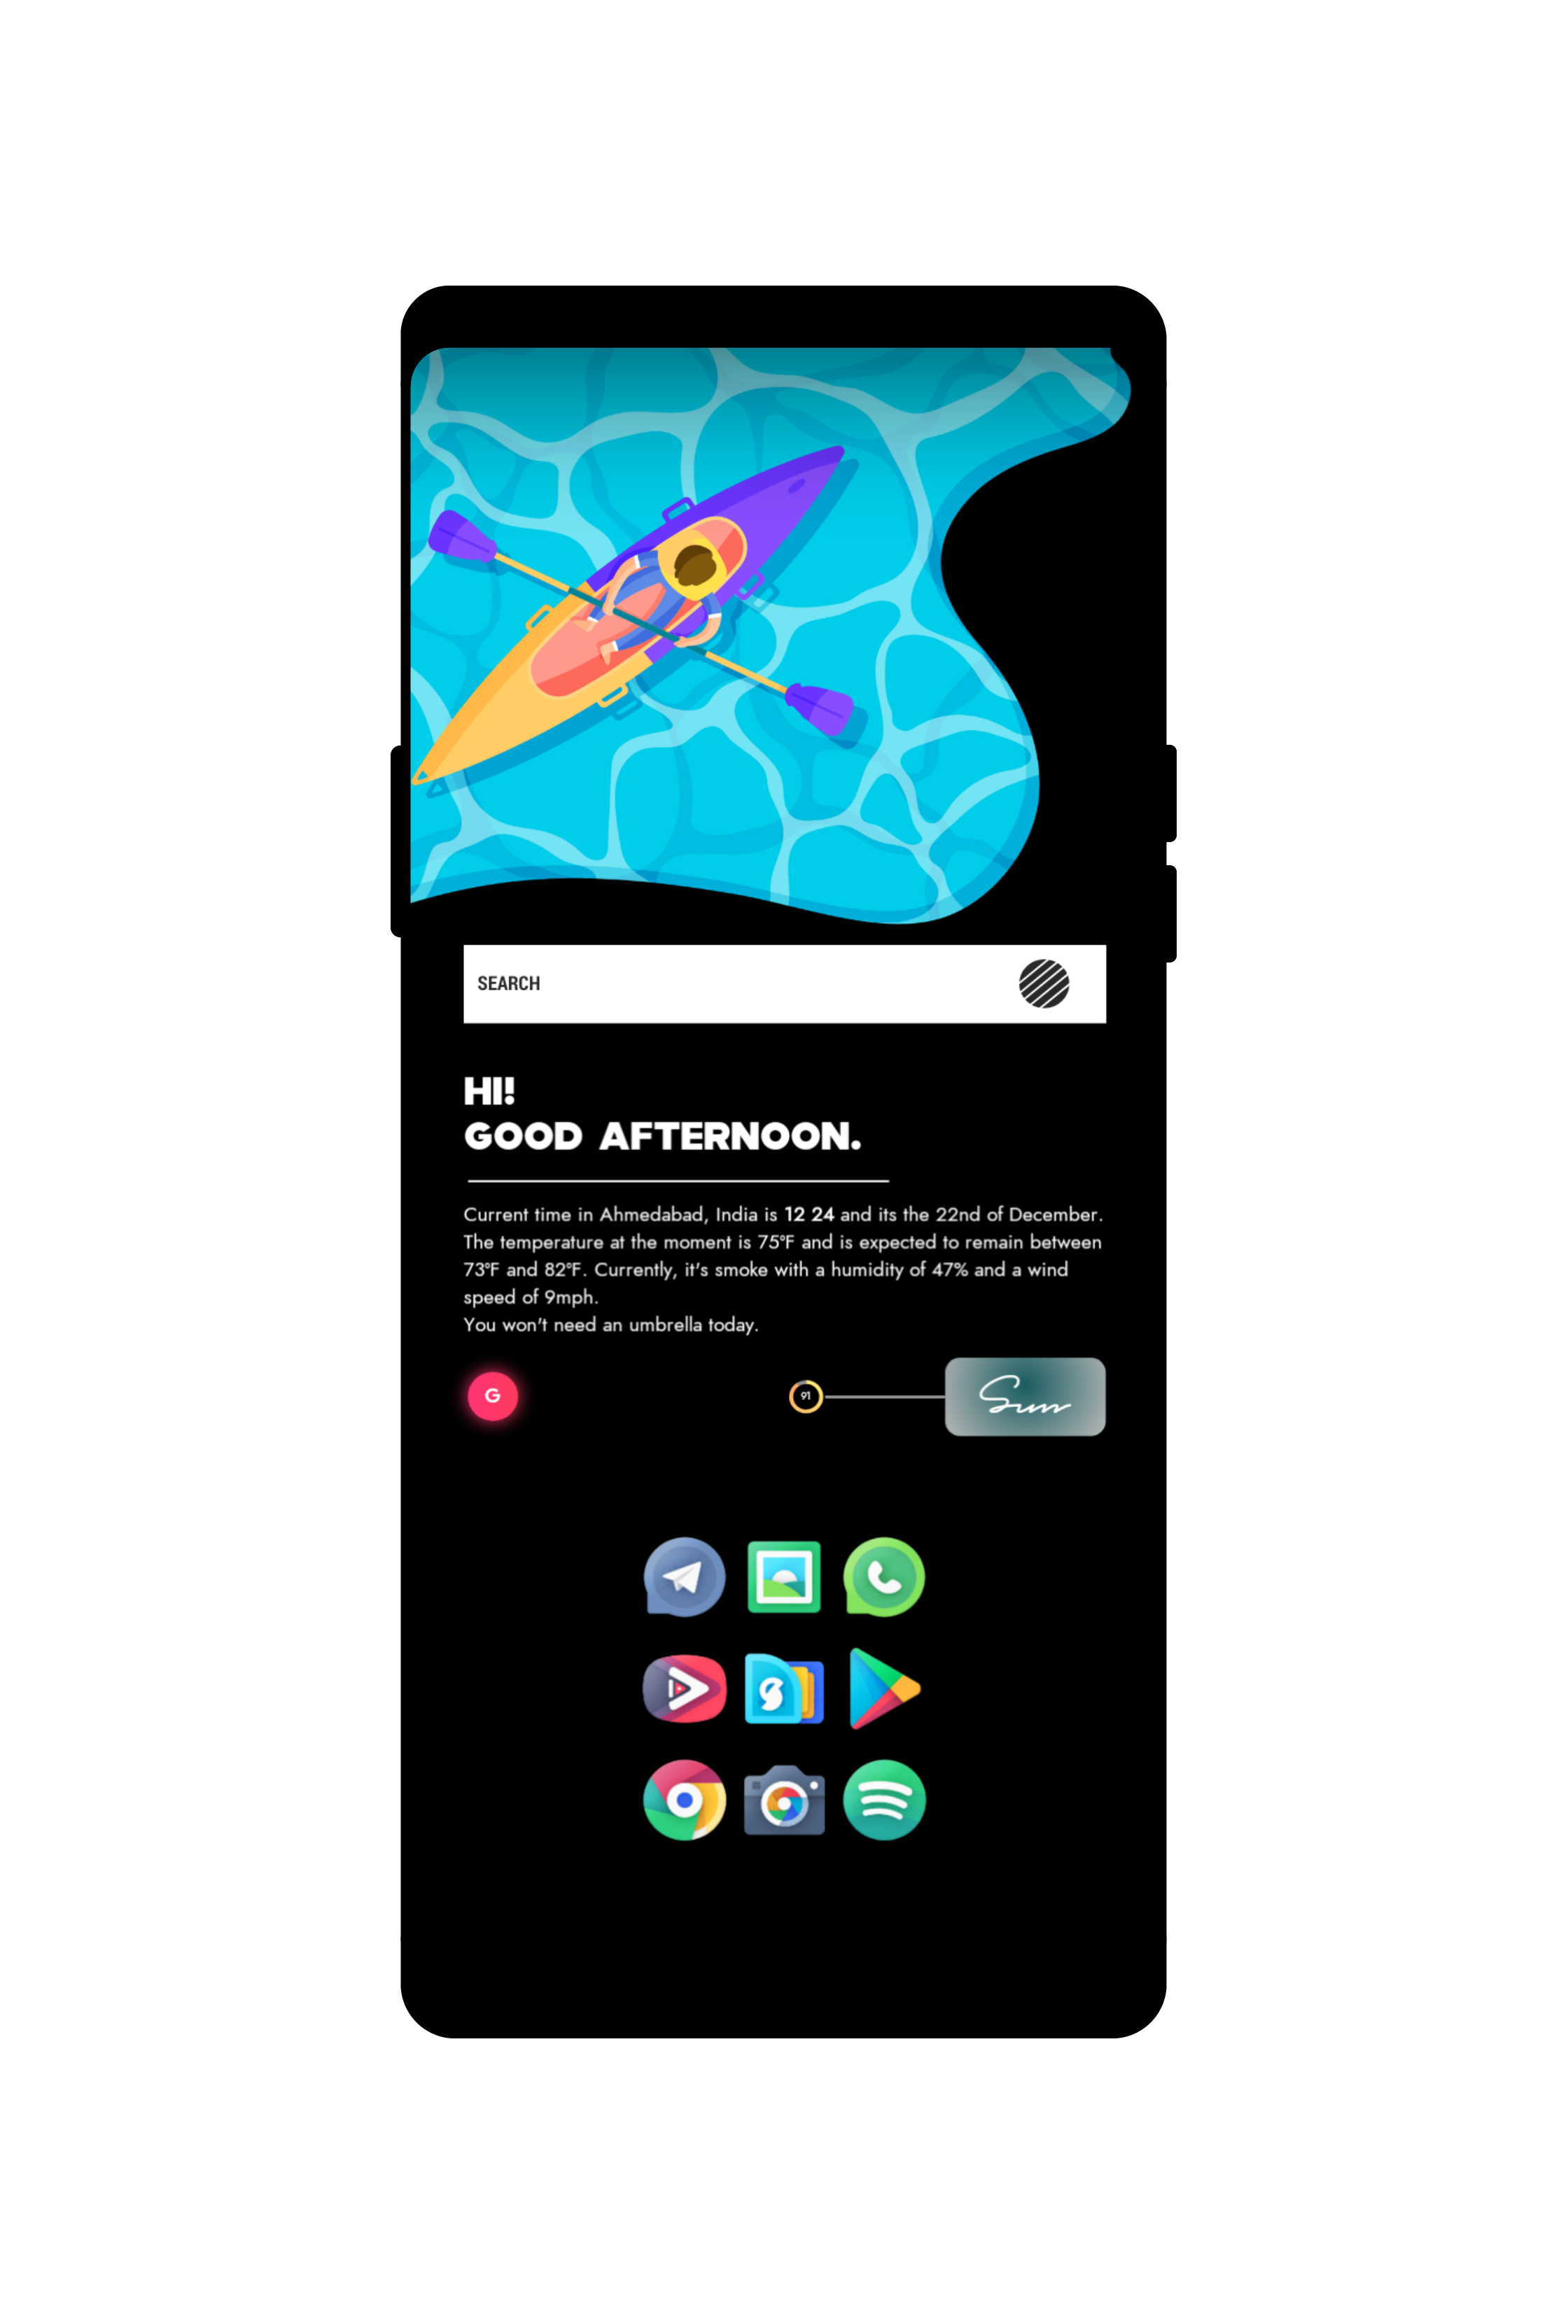 SEARCH
HI!
GOOD AFTERNOON.
Current time in Ahmedabad, India is 12 24 and its the 22nd of December.
The temperature at the moment is 75°F and is expected to remain between
73°F and 82°F. Currently, it's smoke with a humidity of 47% and a wind
speed of 9mph.
You won't need an umbrella today.
G
91
Sun